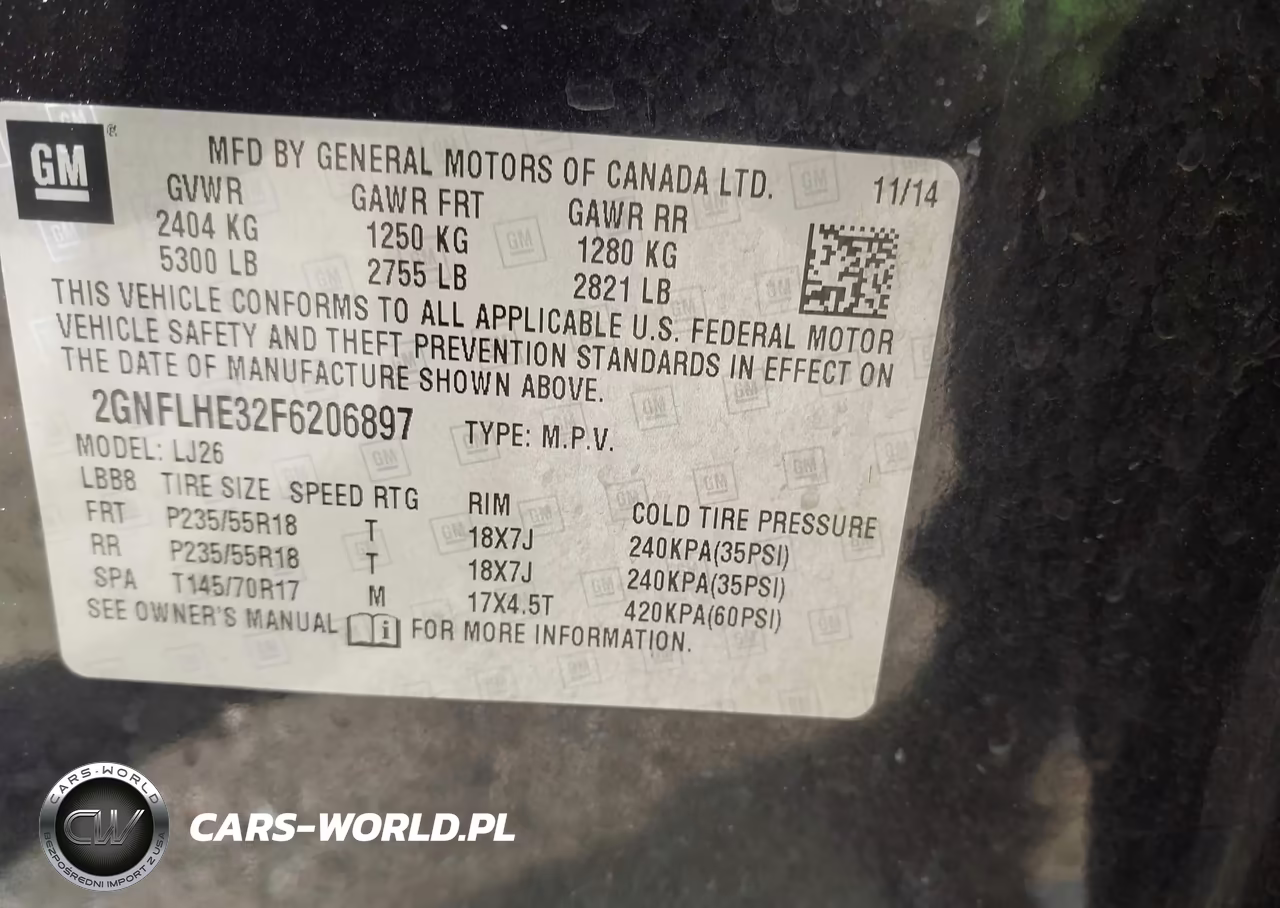 GM ®
MFD BY GENERAL MOTORS OF CANADA LTD.
GVWR GAWR FRT GAWR RR 11/14
2404 KG 1250 KG 1280 KG
5300 LB 2755 LB 2821 LB
THIS VEHICLE CONFORMS TO ALL APPLICABLE U.S. FEDERAL MOTOR
VEHICLE SAFETY AND THEFT PREVENTION STANDARDS IN EFFECT ON
THE DATE OF MANUFACTURE SHOWN ABOVE.
2GNFLHE32F6206897 TYPE: M.P.V.
MODEL: LJ26
LBB8 TIRE SIZE SPEED RTG RIM COLD TIRE PRESSURE
FRT P235/55R18 T 18X7J 240KPA(35PSI)
RR P235/55R18 T 18X7J 240KPA(35PSI)
SPA T145/70R17 M 17X4.5T 420KPA(60PSI)
SEE OWNER'S MANUAL i FOR MORE INFORMATION.
CARS-WORLD
CW
BEZPOŚREDNI IMPORT Z USA
CARS-WORLD.PL